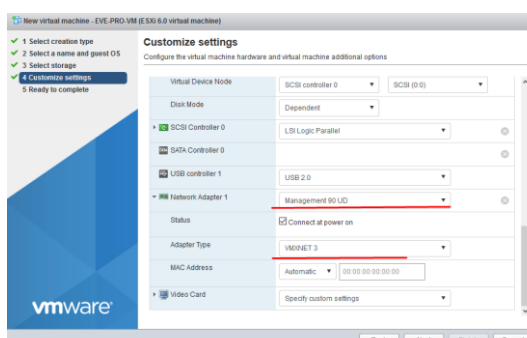 New virtual machine - EVE-PRO-VM (ESXi 6.0 virtual machine)
1 Select creation type
2 Select a name and guest OS
3 Select storage
4 Customize settings
5 Ready to complete
Customize settings
Configure the virtual machine hardware and virtual machine additional options
Virtual Device Node
SCSI controller 0
SCSI (0:0)
Disk Mode
Dependent
SCSI Controller 0
LSI Logic Parallel
SATA Controller 0
USB controller 1
USB 2.0
Network Adapter 1
Management 90 UD
Status
Connect at power on
Adapter Type
VMXNET 3
MAC Address
Automatic
00:00:00:00:00:00
Video Card
Specify custom settings
vmware